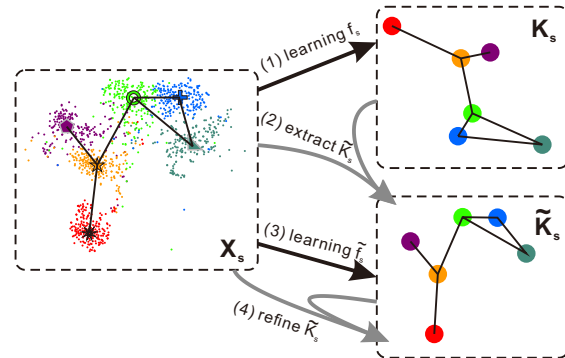 (1) learning fₛ
Kₛ
(2) extract K̃ₛ
Xₛ
(3) learning f̃ₛ
K̃ₛ
(4) refine K̃ₛ